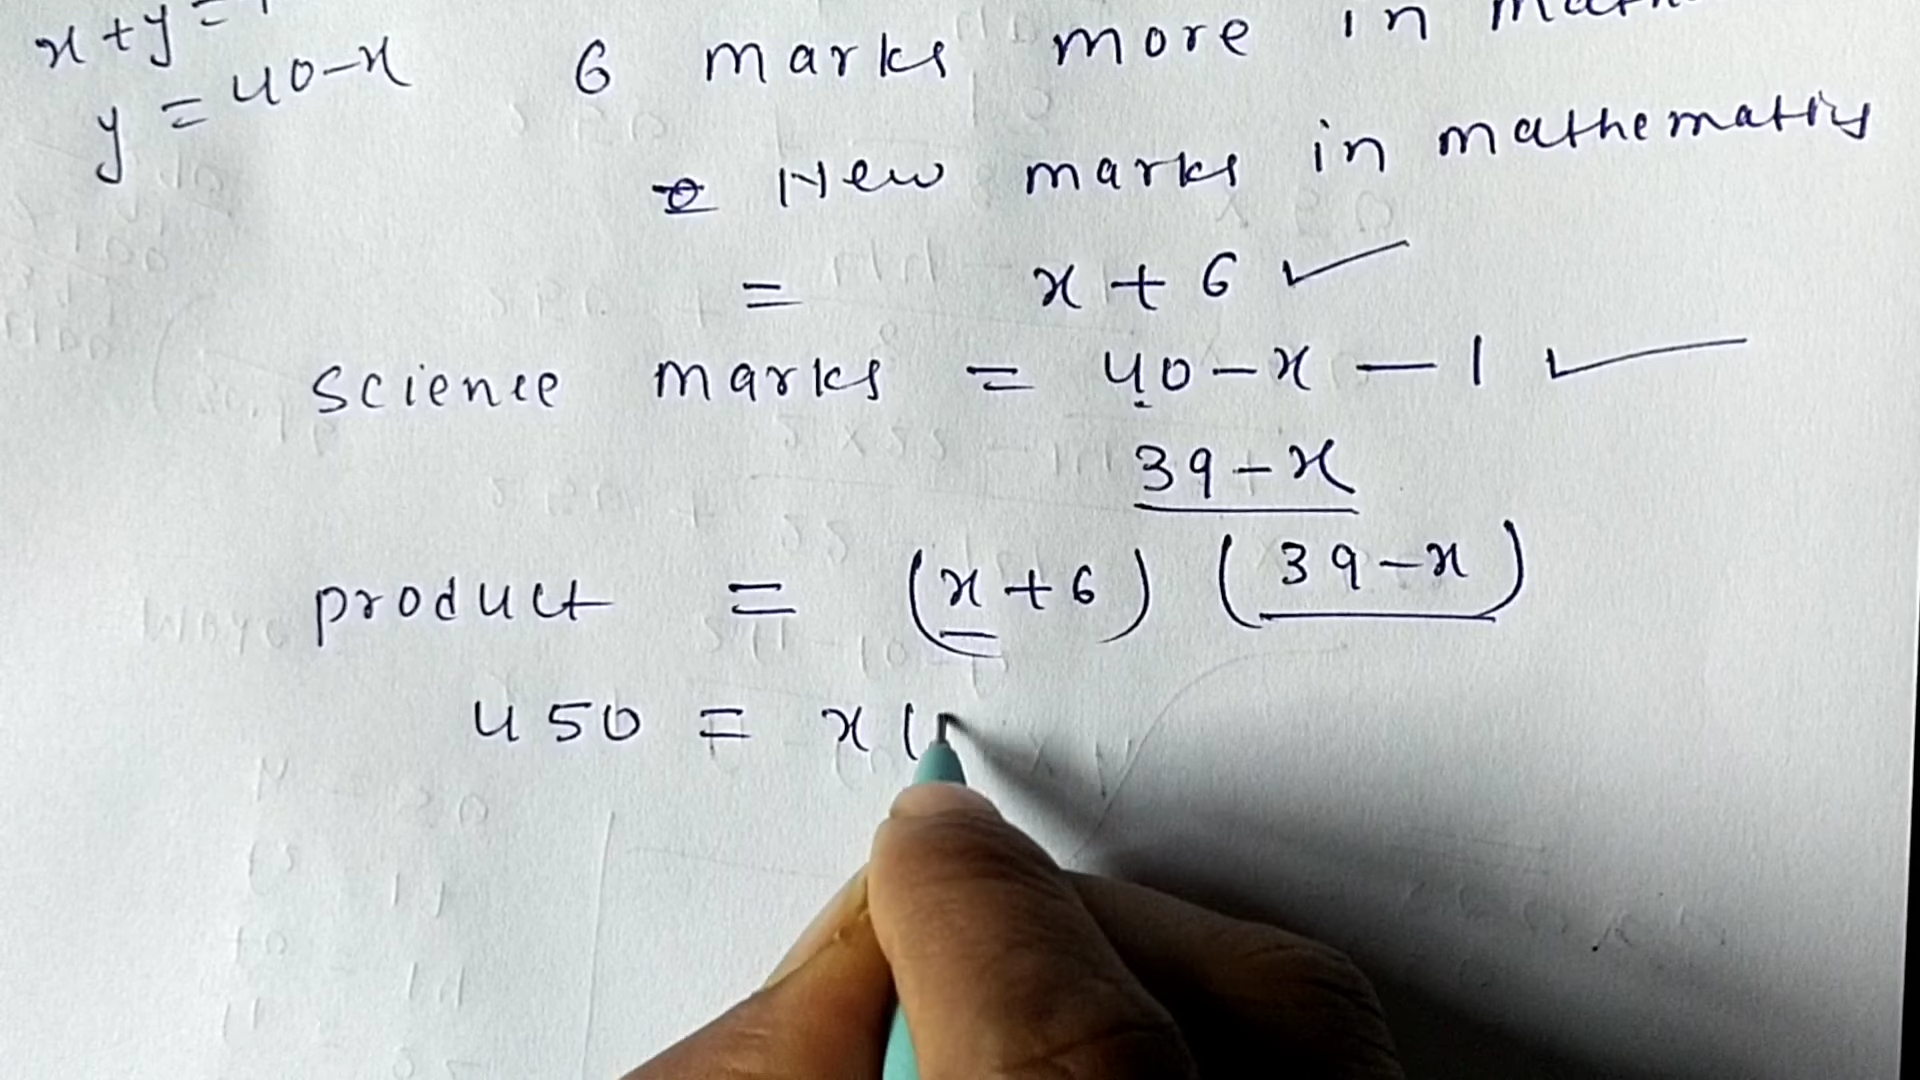 x + y =
y = 40 - x
6 marks more in
New marks in mathematics
= x + 6 ✓
science marks = 40 - x - 1 ✓
39 - x
product = (x + 6) (39 - x)
450 = x (